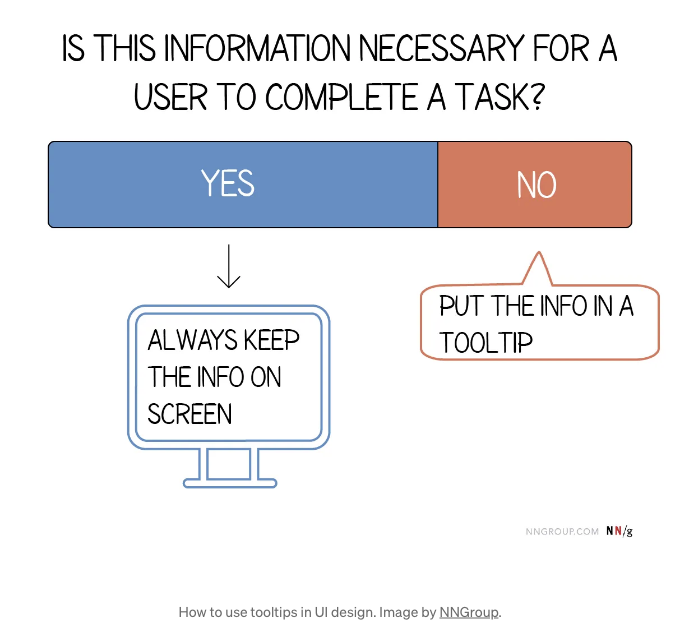 IS THIS INFORMATION NECESSARY FOR A
USER TO COMPLETE A TASK?
YES
NO
ALWAYS KEEP
THE INFO ON
SCREEN
PUT THE INFO IN A
TOOLTIP
NNGROUP.COM NN/g
How to use tooltips in UI design. Image by NNGroup.